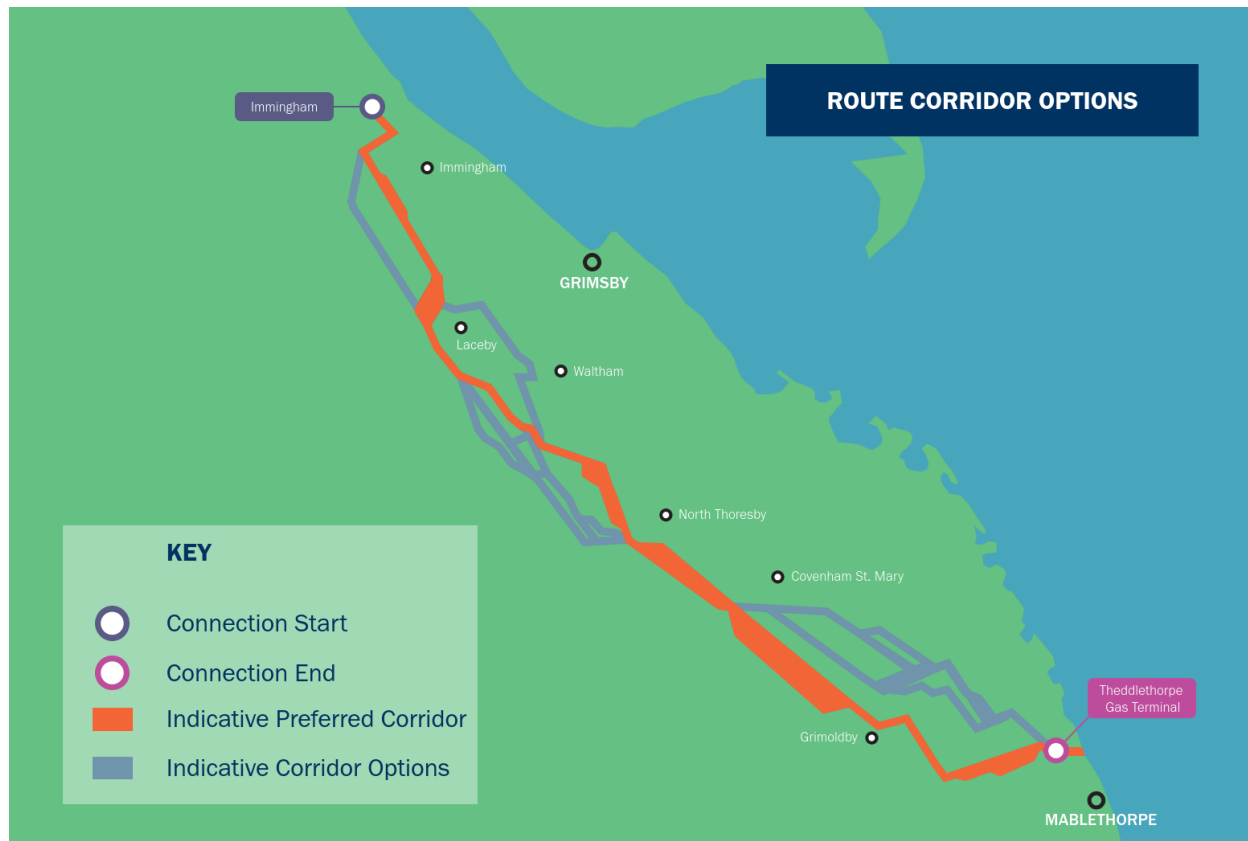 ROUTE CORRIDOR OPTIONS
Immingham
Immingham
GRIMSBY
Laceby
Waltham
North Thoresby
Covenham St. Mary
Theddlethorpe
Gas Terminal
Grimoldby
MABLETHORPE
KEY
Connection Start
Connection End
Indicative Preferred Corridor
Indicative Corridor Options